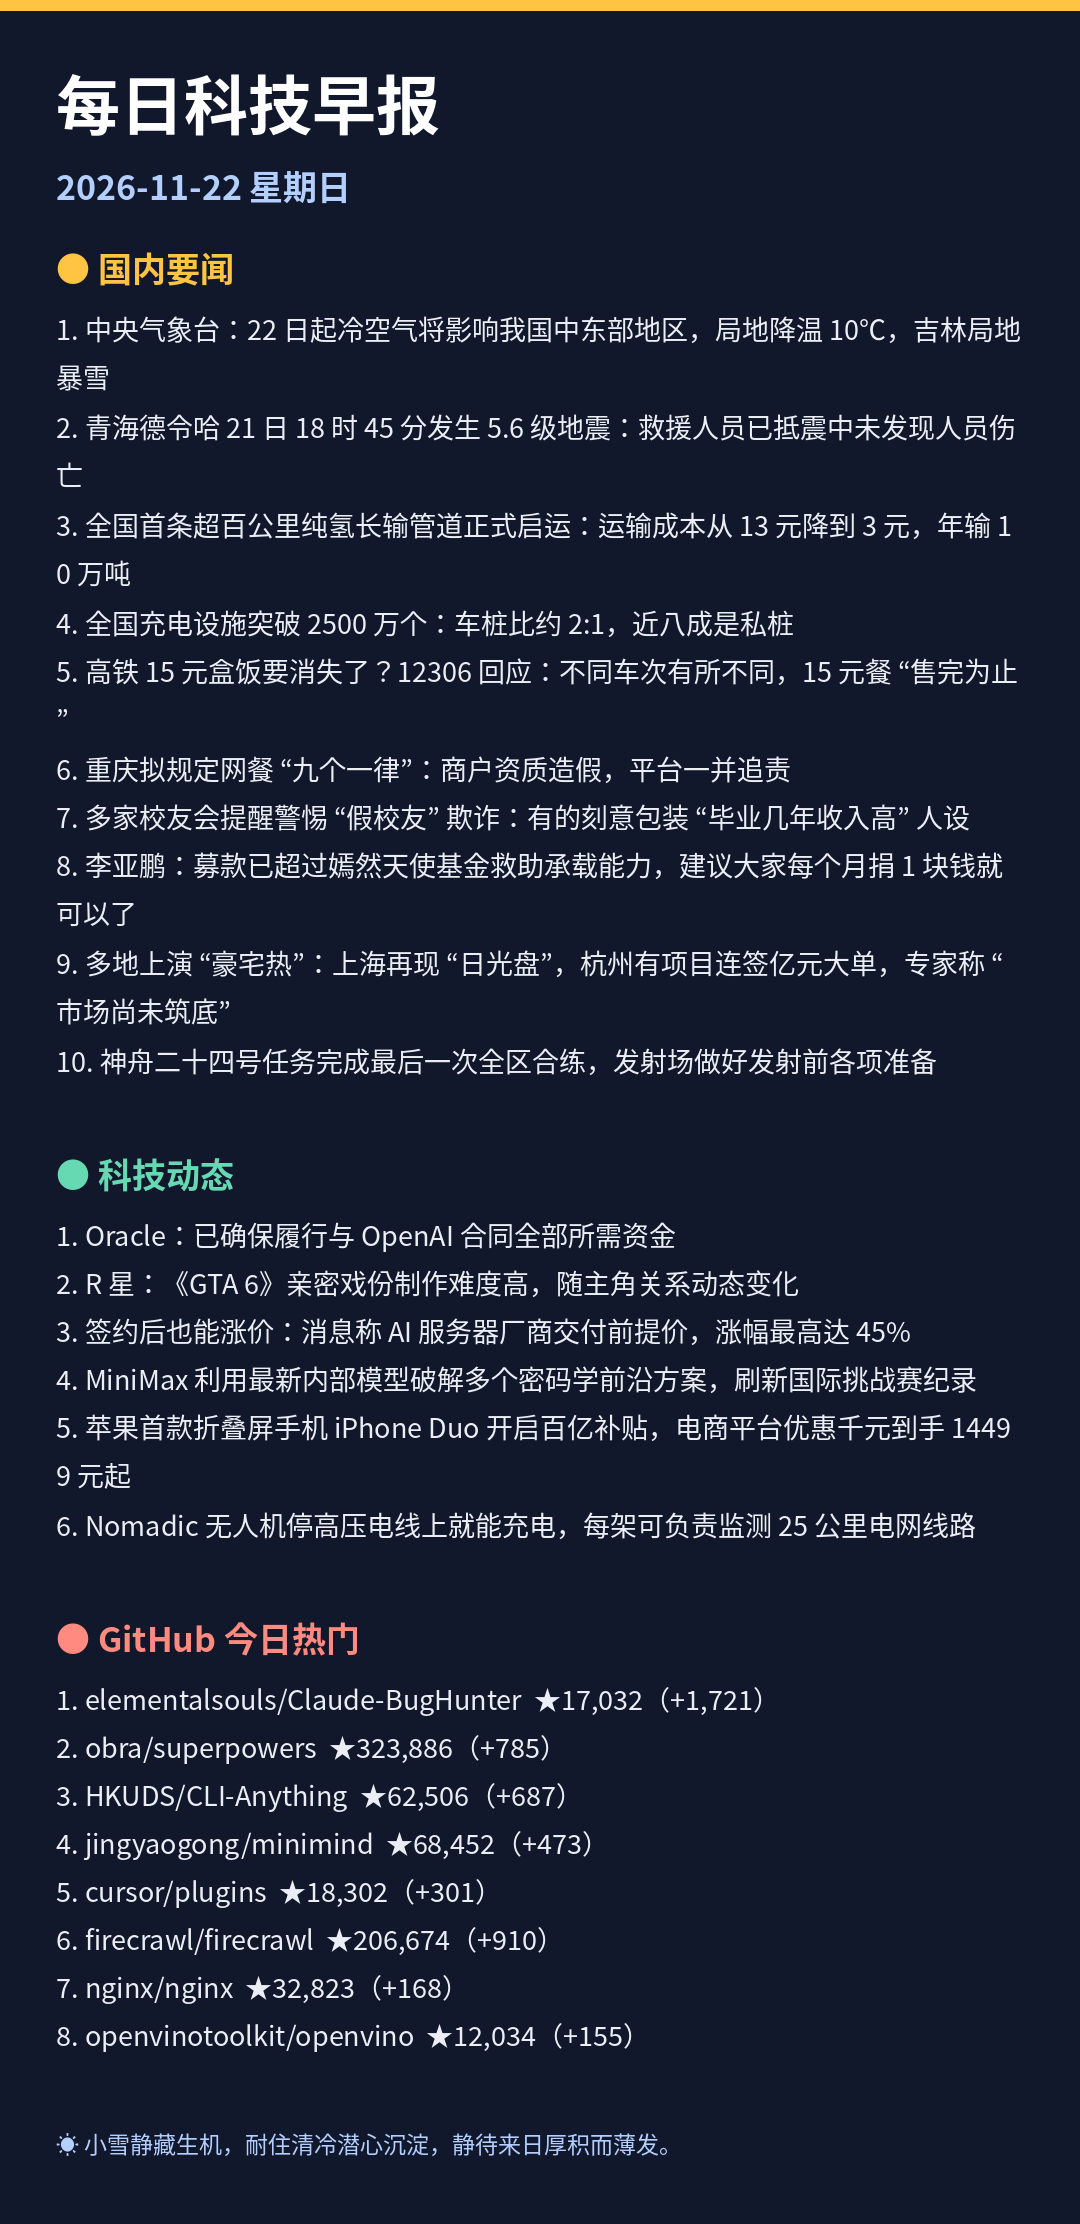 每日科技早报
2026-11-22 星期日
● 国内要闻
1. 中央气象台：22 日起冷空气将影响我国中东部地区，局地降温 10℃，吉林局地
暴雪
2. 青海德令哈 21 日 18 时 45 分发生 5.6 级地震：救援人员已抵震中未发现人员伤
亡
3. 全国首条超百公里纯氢长输管道正式启运：运输成本从 13 元降到 3 元，年输 1
0 万吨
4. 全国充电设施突破 2500 万个：车桩比约 2:1，近八成是私桩
5. 高铁 15 元盒饭要消失了？12306 回应：不同车次有所不同，15 元餐 “售完为止
”
6. 重庆拟规定网餐 “九个一律”：商户资质造假，平台一并追责
7. 多家校友会提醒警惕 “假校友” 欺诈：有的刻意包装 “毕业几年收入高” 人设
8. 李亚鹏：募款已超过嫣然天使基金救助承载能力，建议大家每个月捐 1 块钱就
可以了
9. 多地上演 “豪宅热”：上海再现 “日光盘”，杭州有项目连签亿元大单，专家称 “
市场尚未筑底”
10. 神舟二十四号任务完成最后一次全区合练，发射场做好发射前各项准备
● 科技动态
1. Oracle：已确保履行与 OpenAI 合同全部所需资金
2. R 星：《GTA 6》亲密戏份制作难度高，随主角关系动态变化
3. 签约后也能涨价：消息称 AI 服务器厂商交付前提价，涨幅最高达 45%
4. MiniMax 利用最新内部模型破解多个密码学前沿方案，刷新国际挑战赛纪录
5. 苹果首款折叠屏手机 iPhone Duo 开启百亿补贴，电商平台优惠千元到手 1449
9 元起
6. Nomadic 无人机停高压电线上就能充电，每架可负责监测 25 公里电网线路
● GitHub 今日热门
1. elementalsouls/Claude-BugHunter ★17,032（+1,721）
2. obra/superpowers ★323,886（+785）
3. HKUDS/CLI-Anything ★62,506（+687）
4. jingyaogong/minimind ★68,452（+473）
5. cursor/plugins ★18,302（+301）
6. firecrawl/firecrawl ★206,674（+910）
7. nginx/nginx ★32,823（+168）
8. openvinotoolkit/openvino ★12,034（+155）
☀ 小雪静藏生机，耐住清冷潜心沉淀，静待来日厚积而薄发。